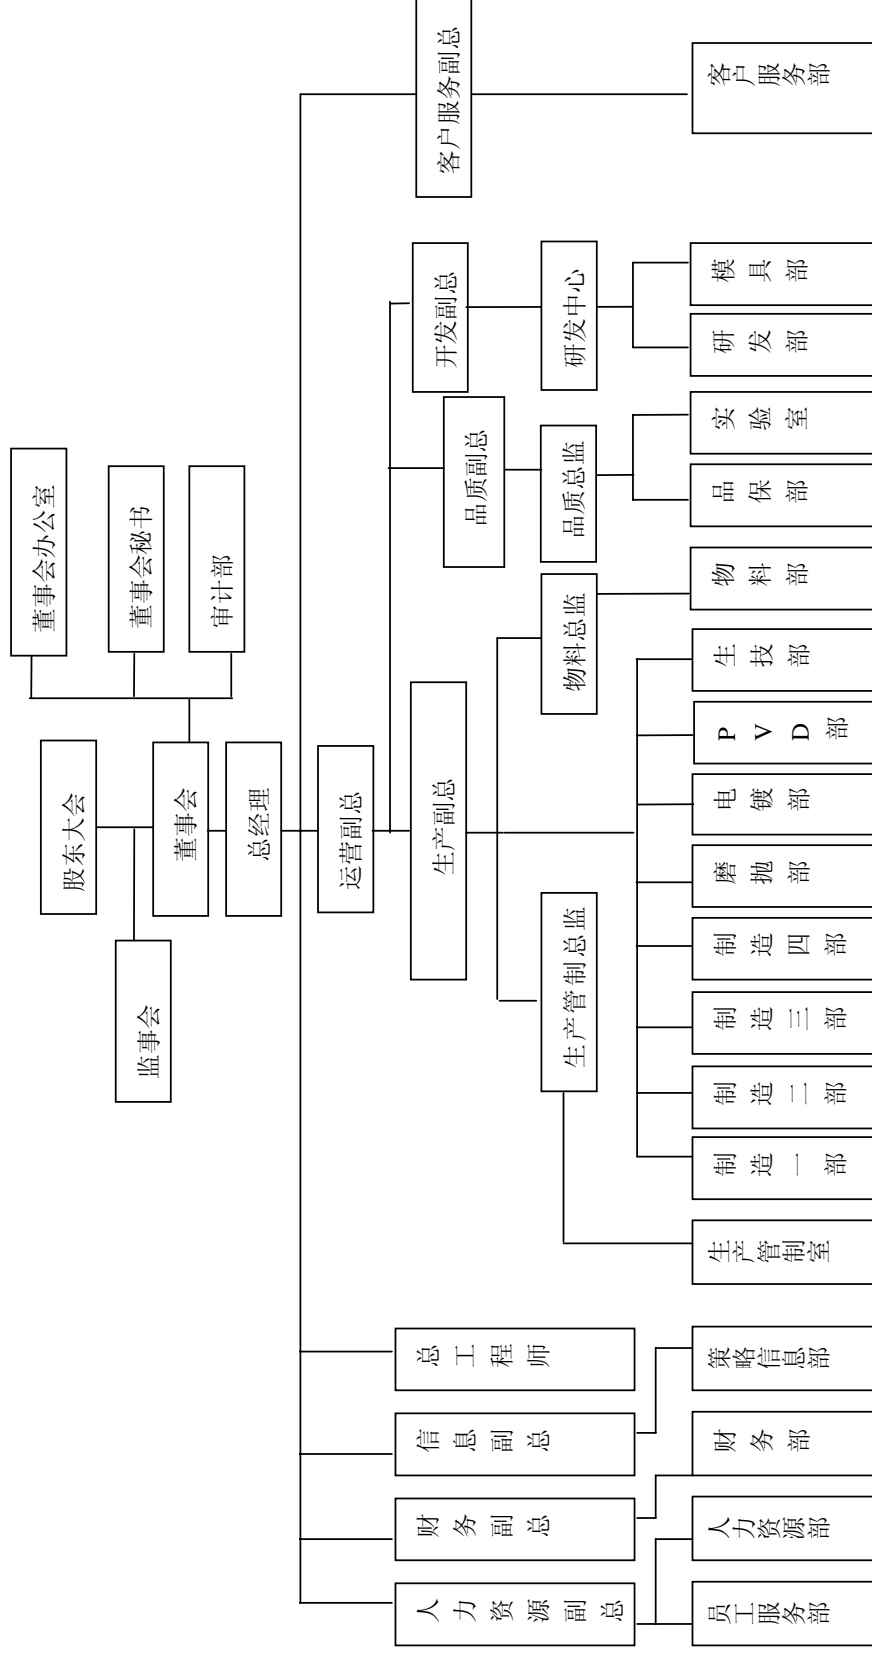 董事会办公室
董事会秘书
审计部
股东大会
监事会
董事会
总经理
运营副总
人力资源副总
财务副总
信息副总
总工程师
生产副总
品质副总
开发副总
客户服务副总
生产管制总监
物料总监
品质总监
研发中心
员工服务部
人力资源部
财务部
策略信息部
生产管制室
制造一部
制造二部
制造三部
制造四部
磨抛部
电镀部
PVD部
生技部
物料部
品保部
实验室
研发部
模具部
客户服务部